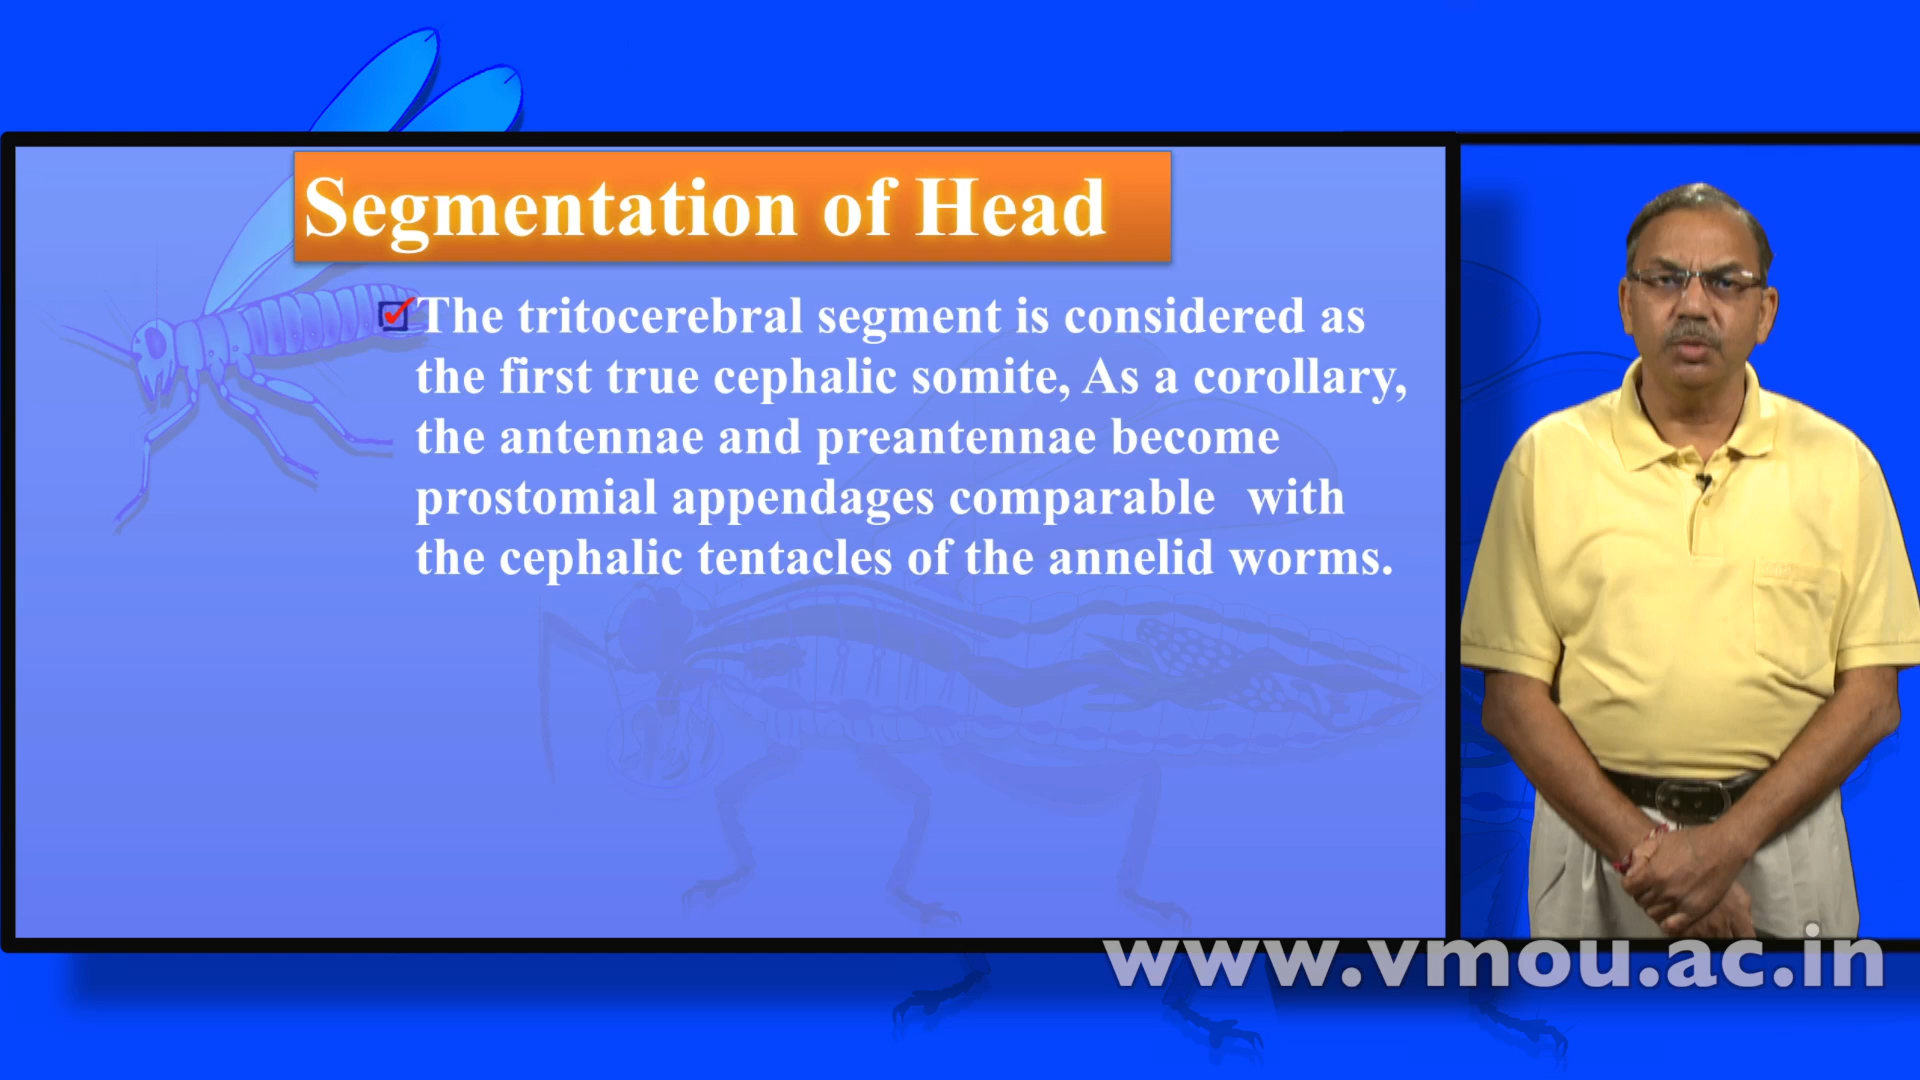 Segmentation of Head
The tritocerebral segment is considered as
the first true cephalic somite, As a corollary,
the antennae and preantennae become
prostomial appendages comparable with
the cephalic tentacles of the annelid worms.
www.vmou.ac.in